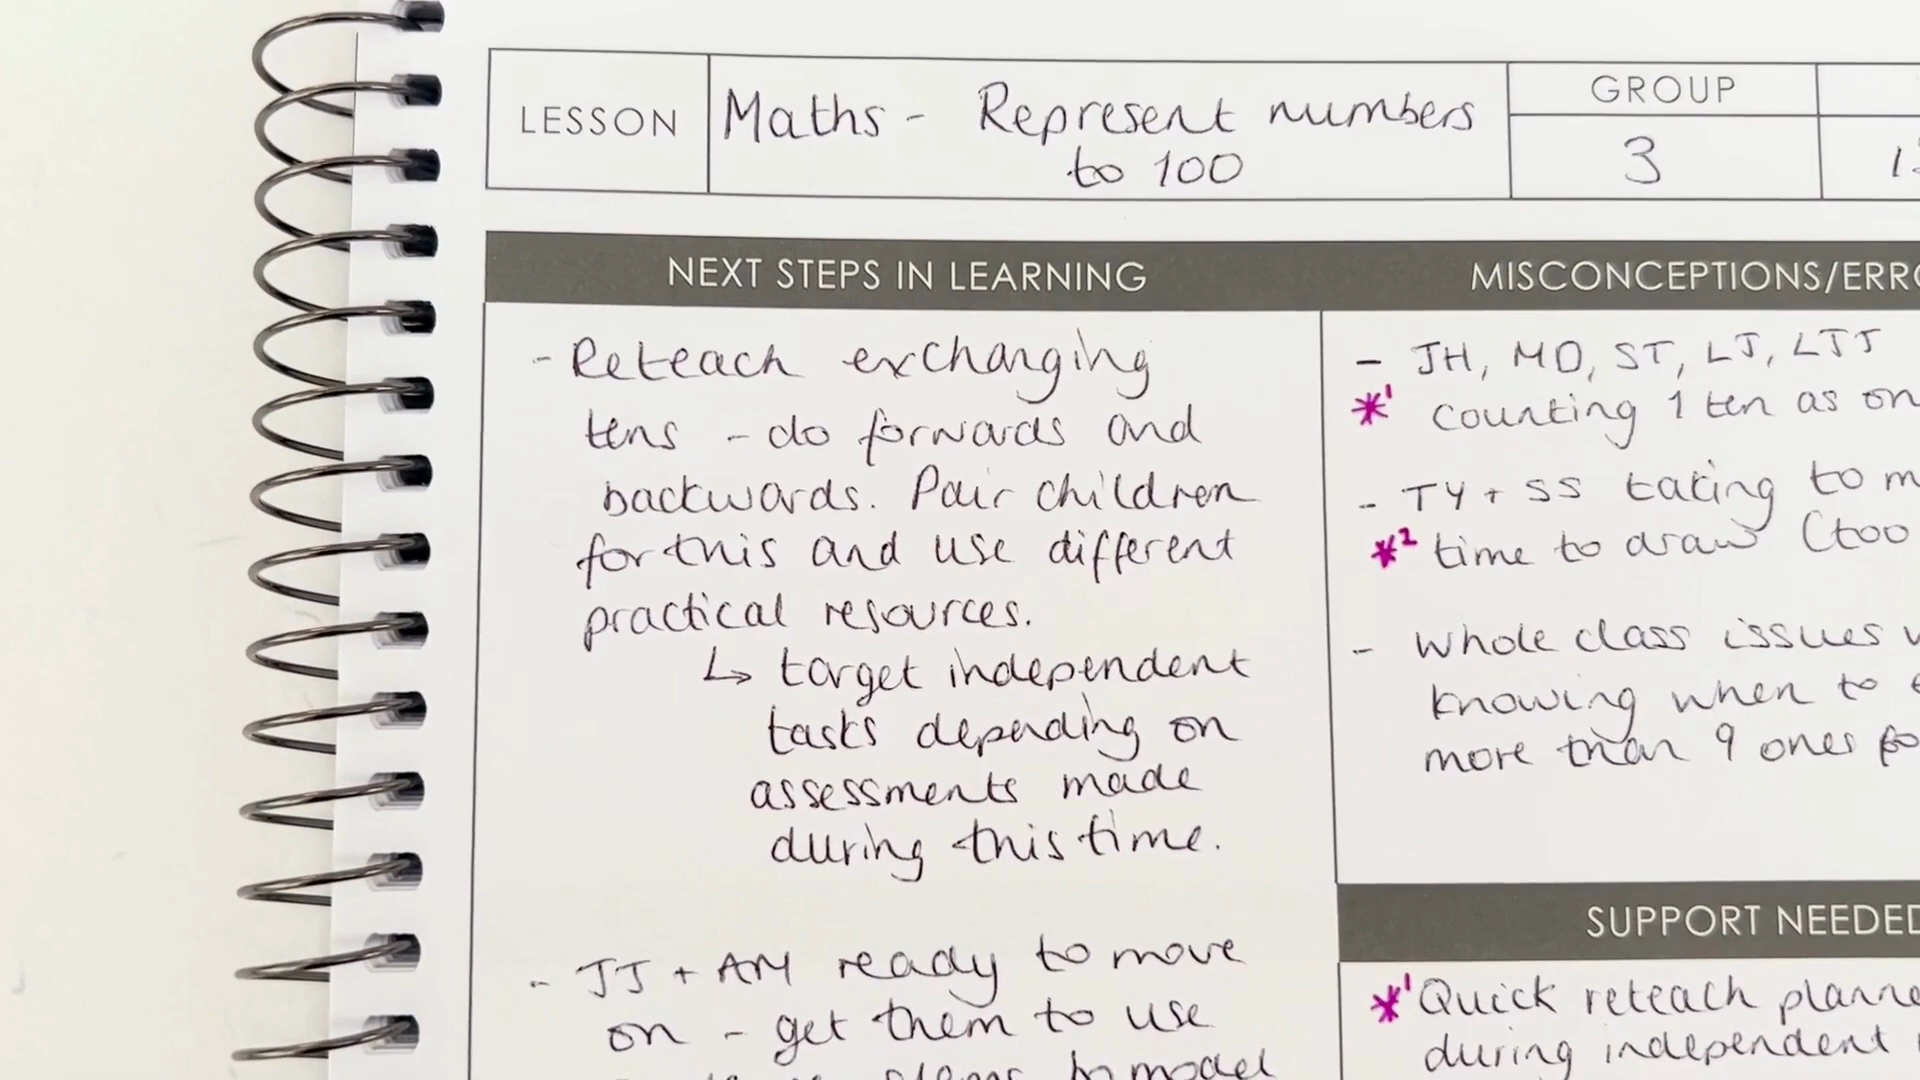 LESSON
Maths - Represent numbers
to 100
GROUP
3
NEXT STEPS IN LEARNING
- Reteach exchanging
tens - do forwards and
backwards. Pair children
for this and use different
practical resources.
↳ target independent
tasks depending on
assessments made
during this time.
- JJ + AM ready to move
on - get them to use
to model
MISCONCEPTIONS/ERRO
- JH, MD, ST, LJ, LTJ
*1 counting 1 ten as on
- TY + SS taking to m
*2 time to draw (too
- Whole class issues
knowing when to
more than 9 ones
SUPPORT NEEDED
*1 Quick reteach planne
during independent